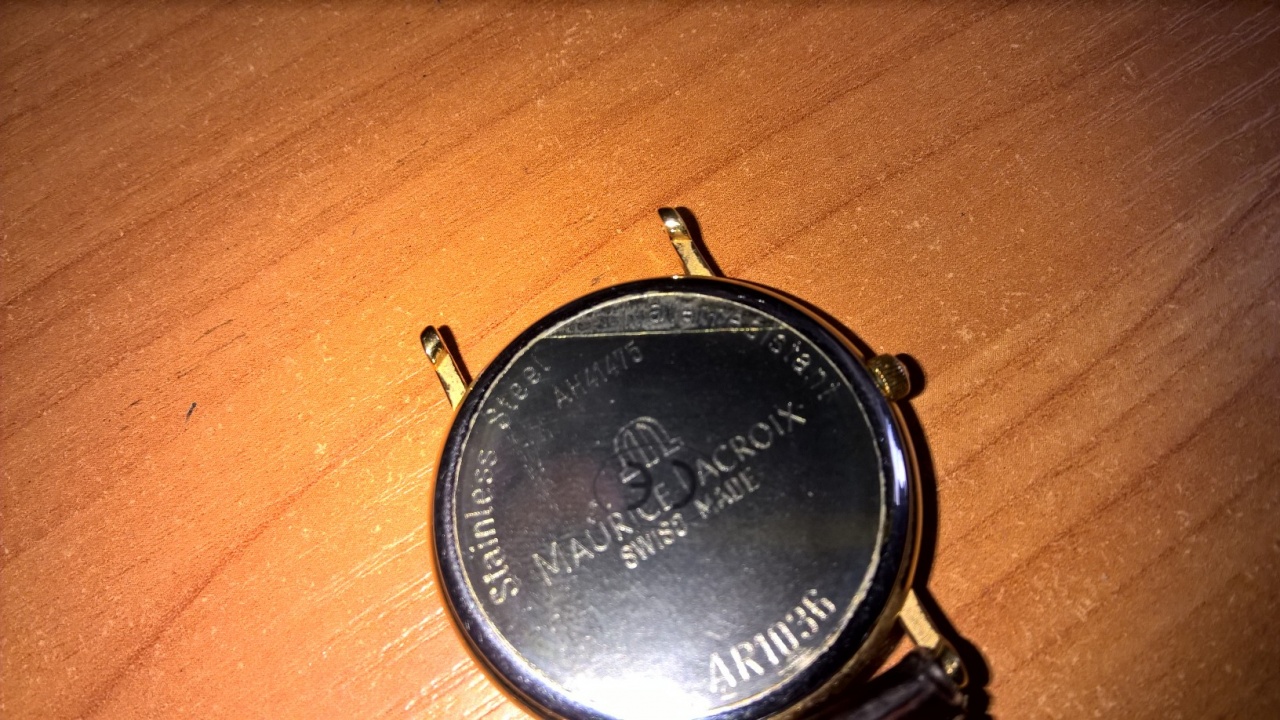 Stainless Steel
AH41475
MAURICE LACROIX
SWISS MADE
AR1036